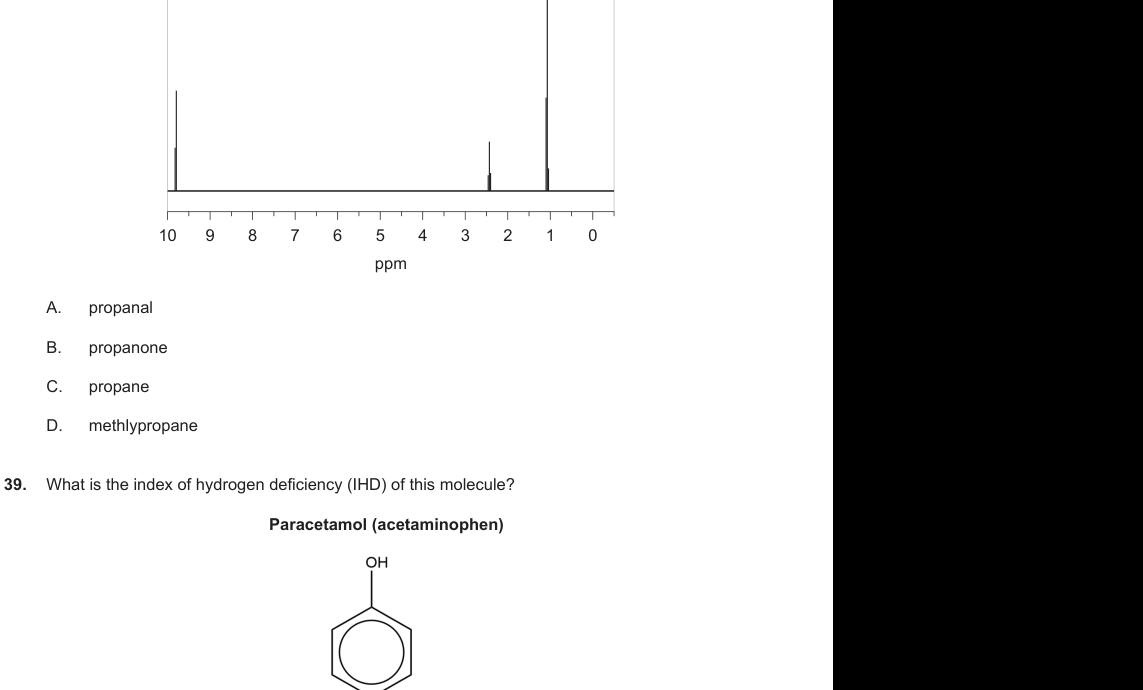 10 9 8 7 6 5 4 3 2 1 0
ppm
A. propanal
B. propanone
C. propane
D. methlypropane
39. What is the index of hydrogen deficiency (IHD) of this molecule?
Paracetamol (acetaminophen)
OH